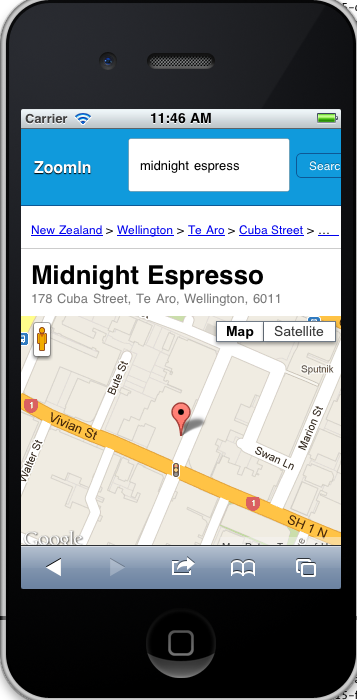 Carrier 11:46 AM
ZoomIn midnight espress Searc
New Zealand > Wellington > Te Aro > Cuba Street > ...
Midnight Espresso
178 Cuba Street, Te Aro, Wellington, 6011
Map Satellite
Sputnik
Bute St
Marion St
1
Vivian St
Walter St
Swan Ln
1
SH 1 N
Google